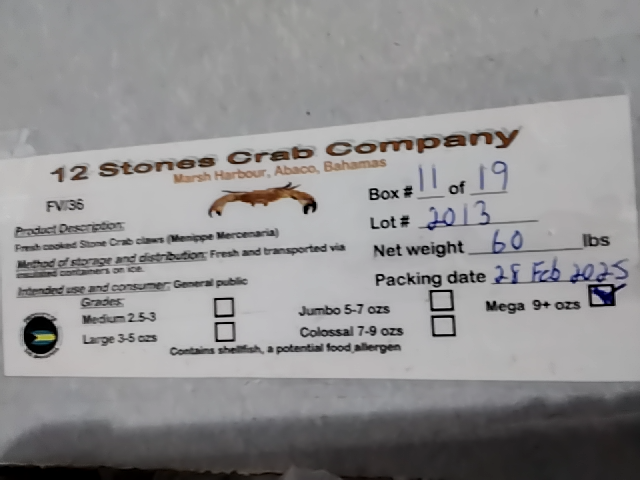 12 Stones Crab Company
Marsh Harbour, Abaco, Bahamas
FV/36
Box # 11 of 19
Lot # 2013
Net weight 60 lbs
Packing date 28 Feb 2025
Product Description:
Fresh cooked Stone Crab claws (Menippe Mercenaria)
Method of storage and distribution: Fresh and transported via
insulated containers on ice.
Intended use and consumer: General public
Grades:
Medium 2.5-3
Large 3-5 ozs
Jumbo 5-7 ozs
Colossal 7-9 ozs
Mega 9+ ozs
Contains shellfish, a potential food allergen